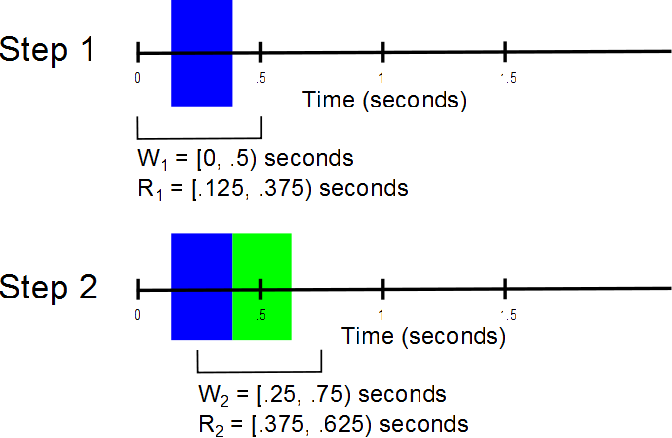 Step 1
0 .5 1 1.5
Time (seconds)
W1 = [0, .5) seconds
R1 = [.125, .375) seconds
Step 2
0 .5 1 1.5
Time (seconds)
W2 = [.25, .75) seconds
R2 = [.375, .625) seconds